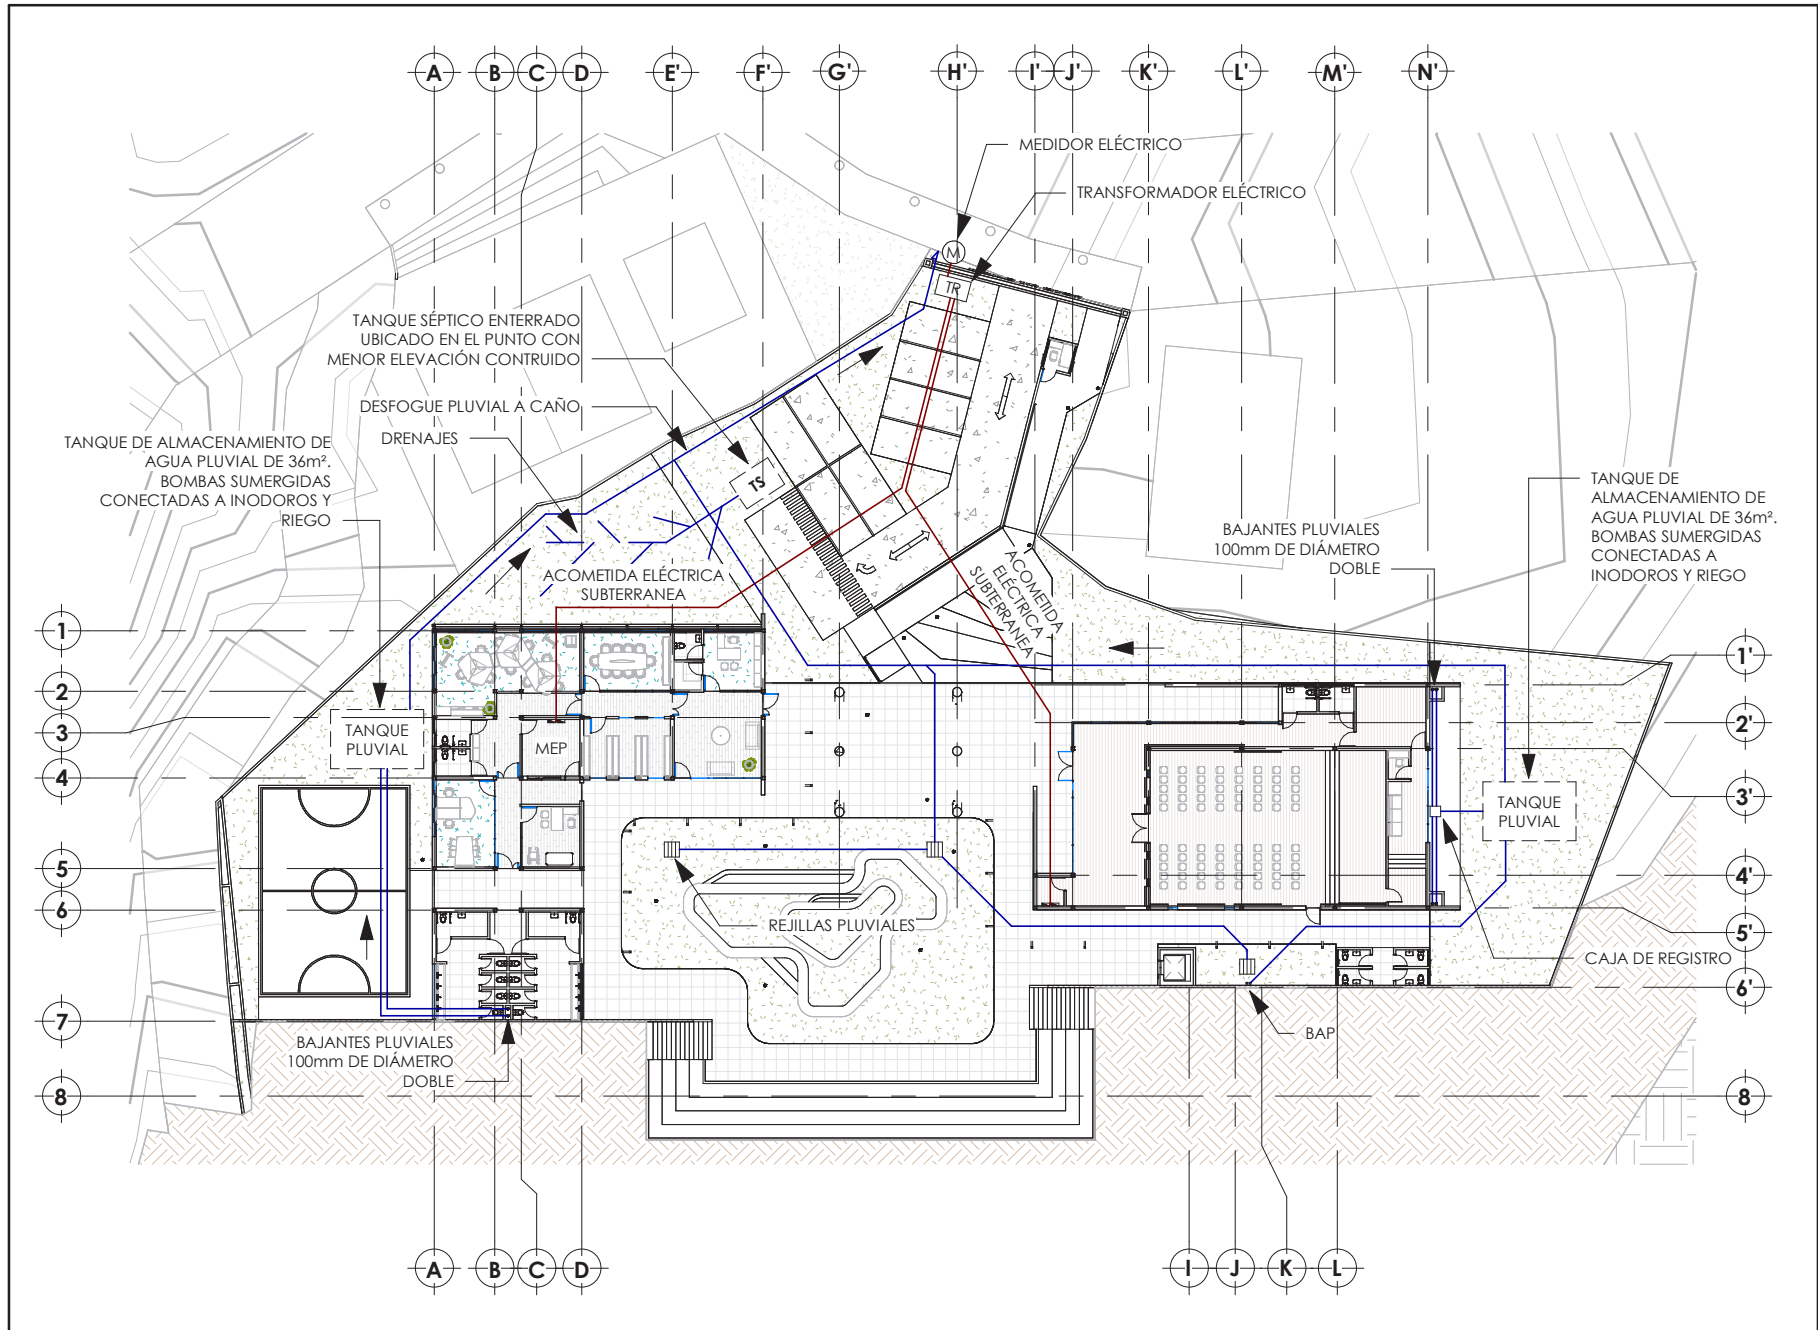 A B C D E' F' G' H' I' J' K' L' M' N'
MEDIDOR ELÉCTRICO
TRANSFORMADOR ELÉCTRICO
M
TR
TANQUE SÉPTICO ENTERRADO
UBICADO EN EL PUNTO CON
MENOR ELEVACIÓN CONTRUIDO
DESFOGUE PLUVIAL A CAÑO
DRENAJES
TANQUE DE ALMACENAMIENTO DE
AGUA PLUVIAL DE 36m².
BOMBAS SUMERGIDAS
CONECTADAS A INODOROS Y
RIEGO
TS
ACOMETIDA ELÉCTRICA
SUBTERRANEA
ACOMETIDA
ELÉCTRICA
SUBTERRANEA
BAJANTES PLUVIALES
100mm DE DIÁMETRO
DOBLE
TANQUE DE
ALMACENAMIENTO DE
AGUA PLUVIAL DE 36m².
BOMBAS SUMERGIDAS
CONECTADAS A
INODOROS Y RIEGO
1
2
3
4
5
6
7
8
1'
2'
3'
4'
5'
6'
8
TANQUE
PLUVIAL
MEP
TANQUE
PLUVIAL
REJILLAS PLUVIALES
CAJA DE REGISTRO
BAP
BAJANTES PLUVIALES
100mm DE DIÁMETRO
DOBLE
A B C D I J K L